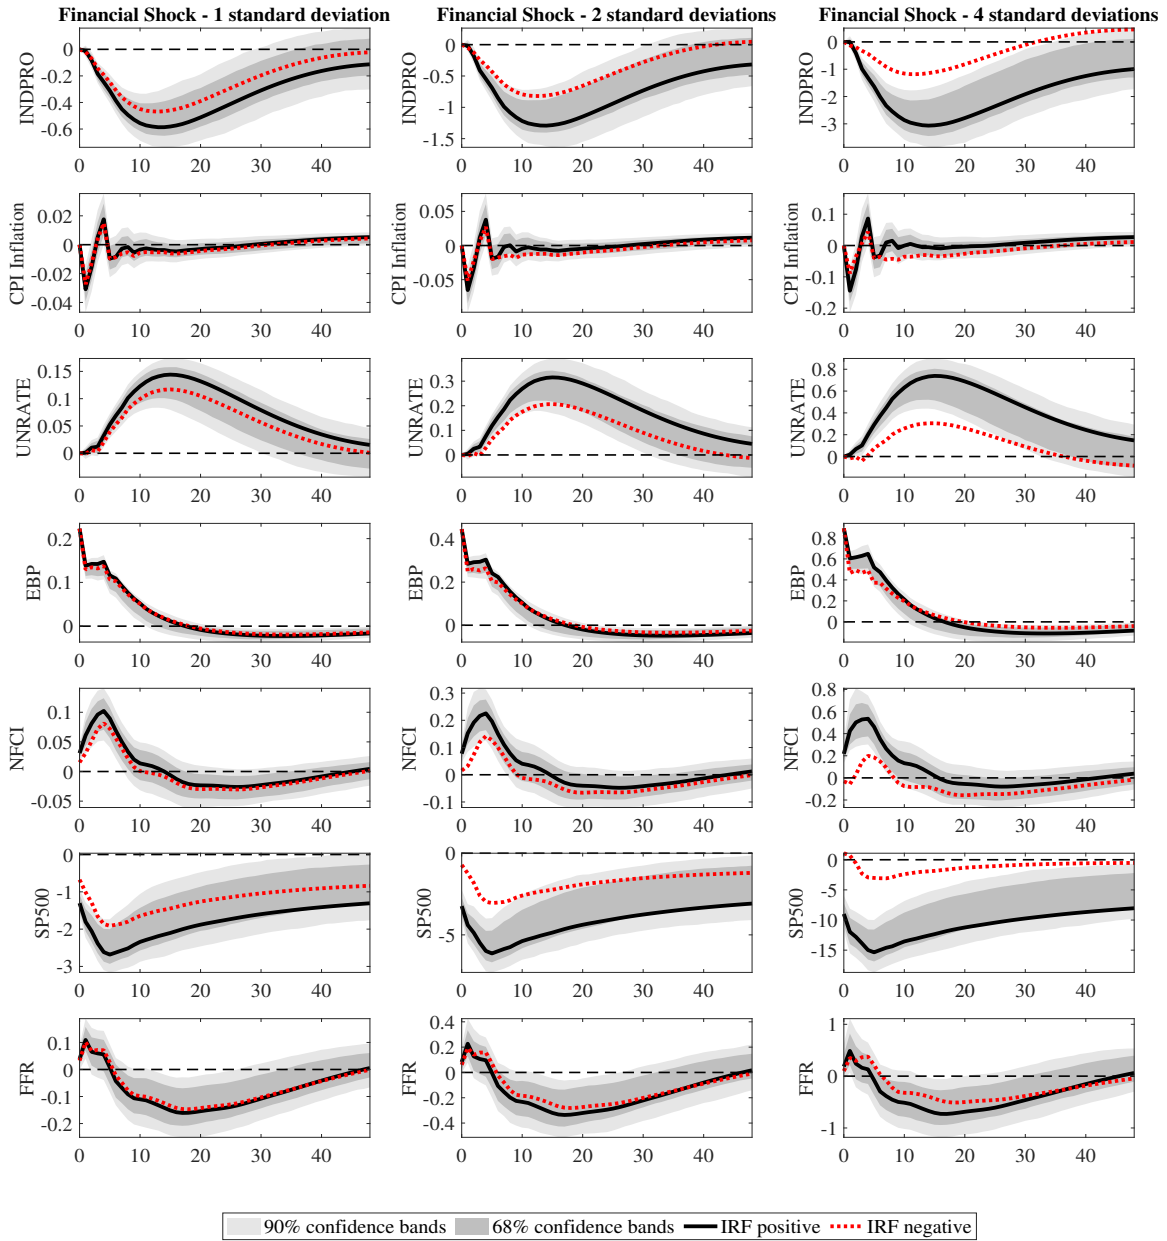 Financial Shock - 1 standard deviation
Financial Shock - 2 standard deviations
Financial Shock - 4 standard deviations
INDPRO
0
-0.2
-0.4
-0.6
0 10 20 30 40
INDPRO
0
-0.5
-1
-1.5
0 10 20 30 40
INDPRO
0
-1
-2
-3
0 10 20 30 40
CPI Inflation
0.02
0
-0.02
-0.04
0 10 20 30 40
CPI Inflation
0.05
0
-0.05
0 10 20 30 40
CPI Inflation
0.1
0
-0.1
-0.2
0 10 20 30 40
UNRATE
0.15
0.1
0.05
0
0 10 20 30 40
UNRATE
0.3
0.2
0.1
0
0 10 20 30 40
UNRATE
0.8
0.6
0.4
0.2
0
0 10 20 30 40
EBP
0.2
0.1
0
0 10 20 30 40
EBP
0.4
0.2
0
0 10 20 30 40
EBP
0.8
0.6
0.4
0.2
0
0 10 20 30 40
NFCI
0.1
0.05
0
-0.05
0 10 20 30 40
NFCI
0.3
0.2
0.1
0
-0.1
0 10 20 30 40
NFCI
0.8
0.6
0.4
0.2
0
-0.2
0 10 20 30 40
SP500
0
-1
-2
-3
0 10 20 30 40
SP500
0
-5
0 10 20 30 40
SP500
0
-5
-10
-15
0 10 20 30 40
FFR
0.1
0
-0.1
-0.2
0 10 20 30 40
FFR
0.4
0.2
0
-0.2
-0.4
0 10 20 30 40
FFR
1
0
-1
0 10 20 30 40
90% confidence bands 68% confidence bands IRF positive IRF negative